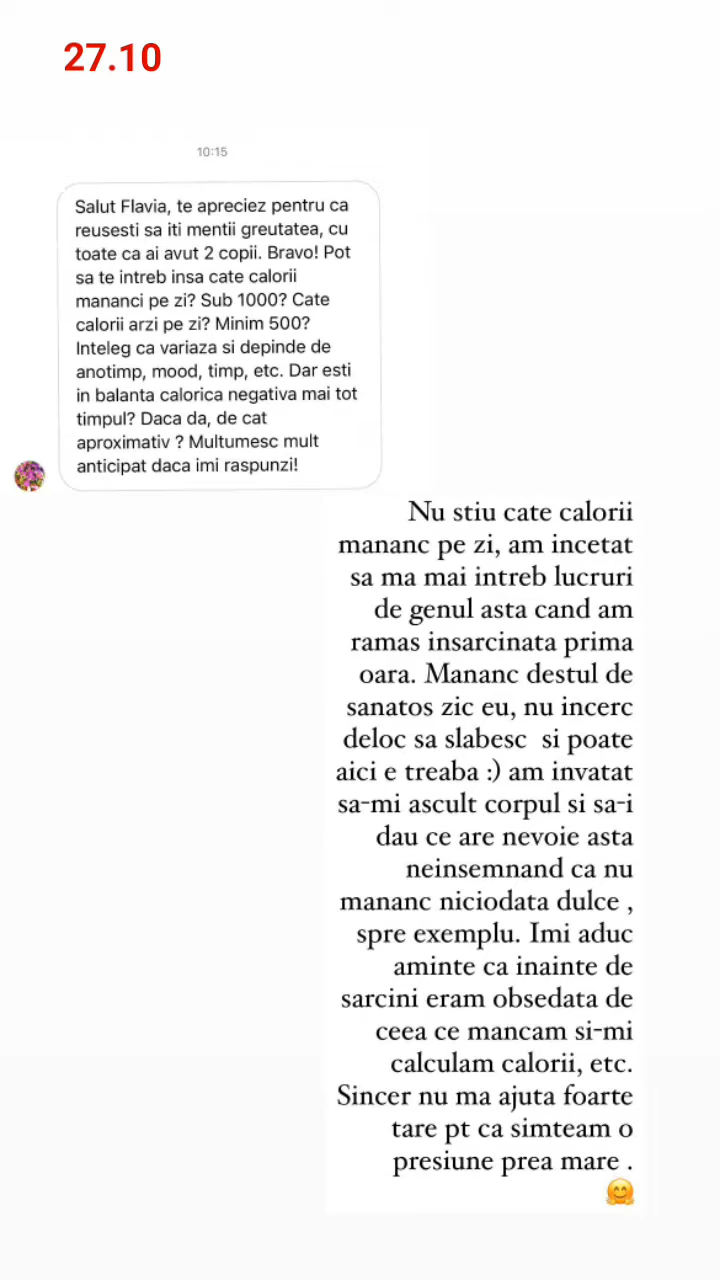 27.10
10:15
Salut Flavia, te apreciez pentru ca
reusesti sa iti mentii greutatea, cu
toate ca ai avut 2 copii. Bravo! Pot
sa te intreb insa cate calorii
mananci pe zi? Sub 1000? Cate
calorii arzi pe zi? Minim 500?
Inteleg ca variaza si depinde de
anotimp, mood, timp, etc. Dar esti
in balanta calorica negativa mai tot
timpul? Daca da, de cat
aproximativ ? Multumesc mult
anticipat daca imi raspunzi!
Nu stiu cate calorii
mananc pe zi, am incetat
sa ma mai intreb lucruri
de genul asta cand am
ramas insarcinata prima
oara. Mananc destul de
sanatos zic eu, nu incerc
deloc sa slabesc  si poate
aici e treaba :) am invatat
sa-mi ascult corpul si sa-i
dau ce are nevoie asta
neinsemnand ca nu
mananc niciodata dulce ,
spre exemplu. Imi aduc
aminte ca inainte de
sarcini eram obsedata de
ceea ce mancam si-mi
calculam calorii, etc.
Sincer nu ma ajuta foarte
tare pt ca simteam o
presiune prea mare .
🤗